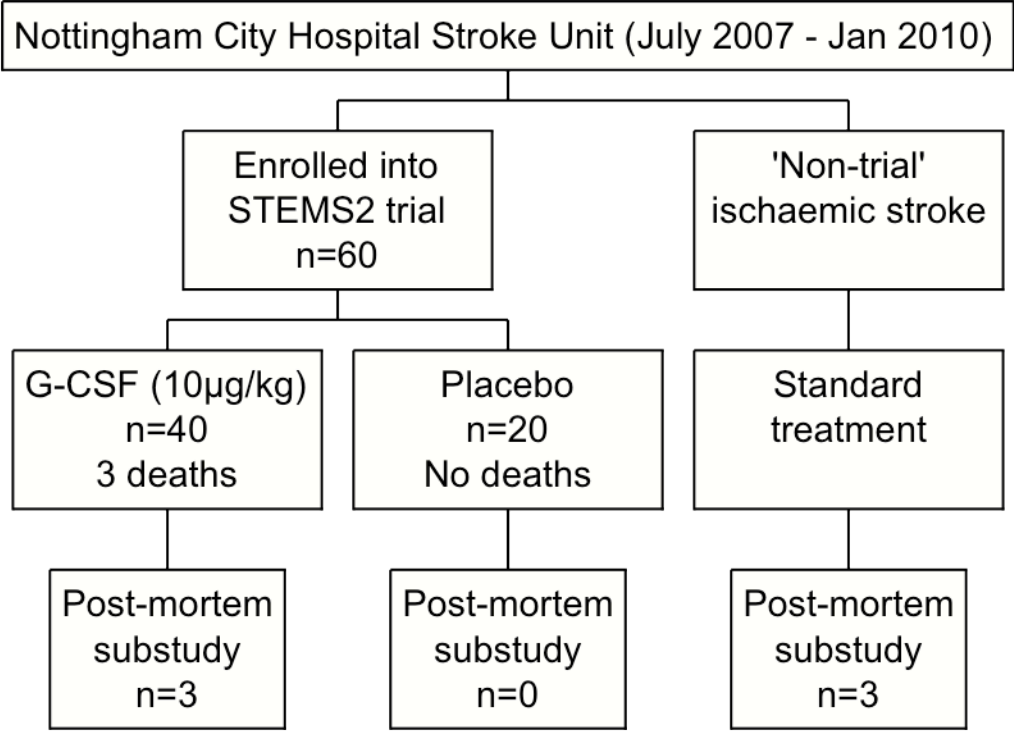 Nottingham City Hospital Stroke Unit (July 2007 - Jan 2010)
Enrolled into
STEMS2 trial
n=60
'Non-trial'
ischaemic stroke
G-CSF (10µg/kg)
n=40
3 deaths
Placebo
n=20
No deaths
Standard
treatment
Post-mortem
substudy
n=3
Post-mortem
substudy
n=0
Post-mortem
substudy
n=3